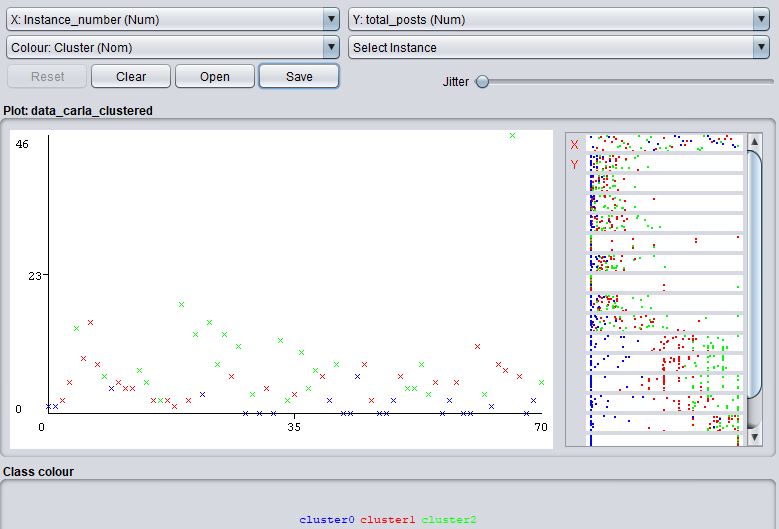 X: Instance_number (Num) Y: total_posts (Num)
Colour: Cluster (Nom) Select Instance
Reset Clear Open Save Jitter
Plot: data_carla_clustered
46
X
Y
23
0
0 35 70
Class colour
cluster0 cluster1 cluster2